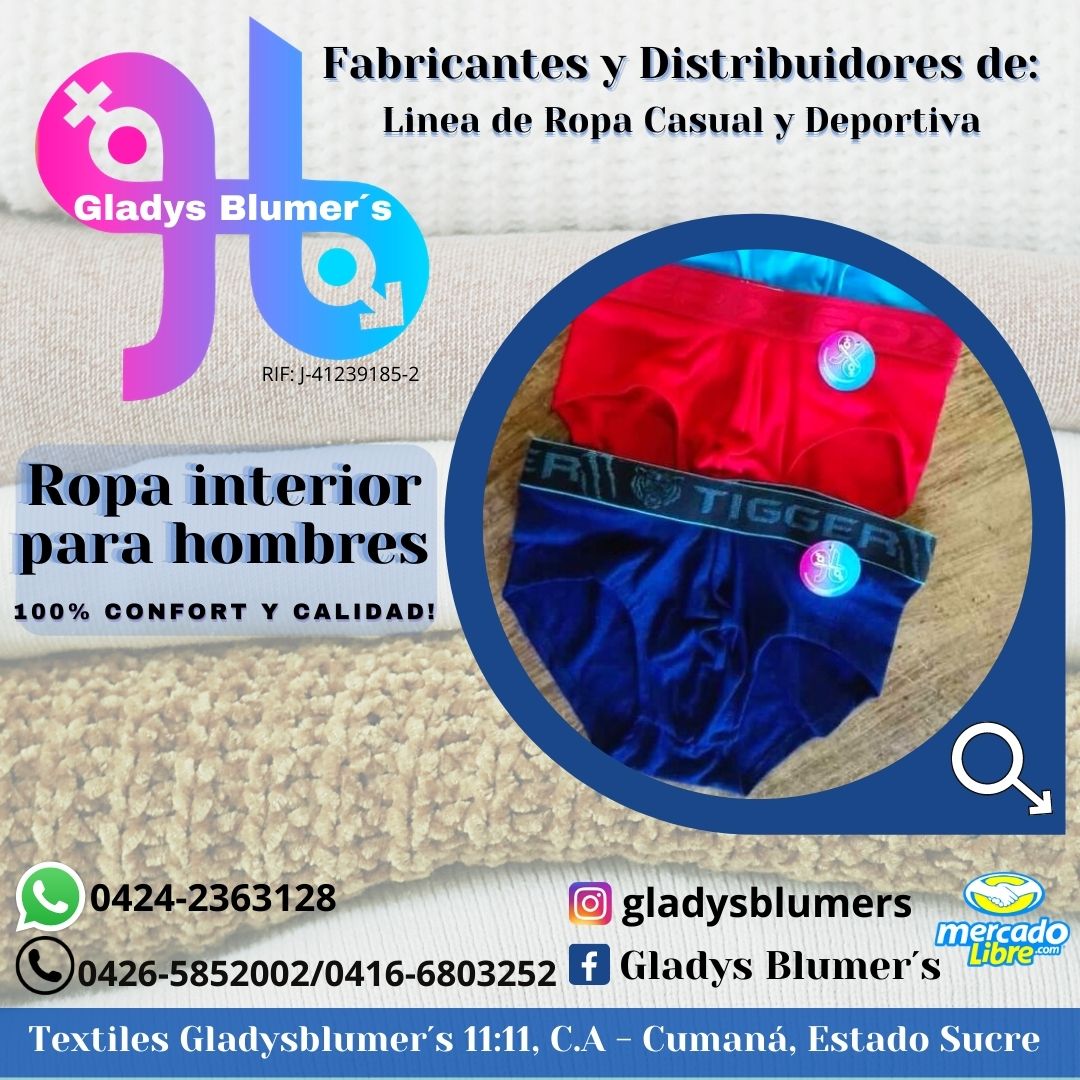 Fabricantes y Distribuidores de:
Linea de Ropa Casual y Deportiva
Gladys Blumer´s
RIF: J-41239185-2
Ropa interior
para hombres
100% CONFORT Y CALIDAD!
TIGGER
0424-2363128
0426-5852002/0416-6803252
gladysblumers
Gladys Blumer´s
mercado
Libre.com
Textiles Gladysblumer´s 11:11, C.A - Cumaná, Estado Sucre